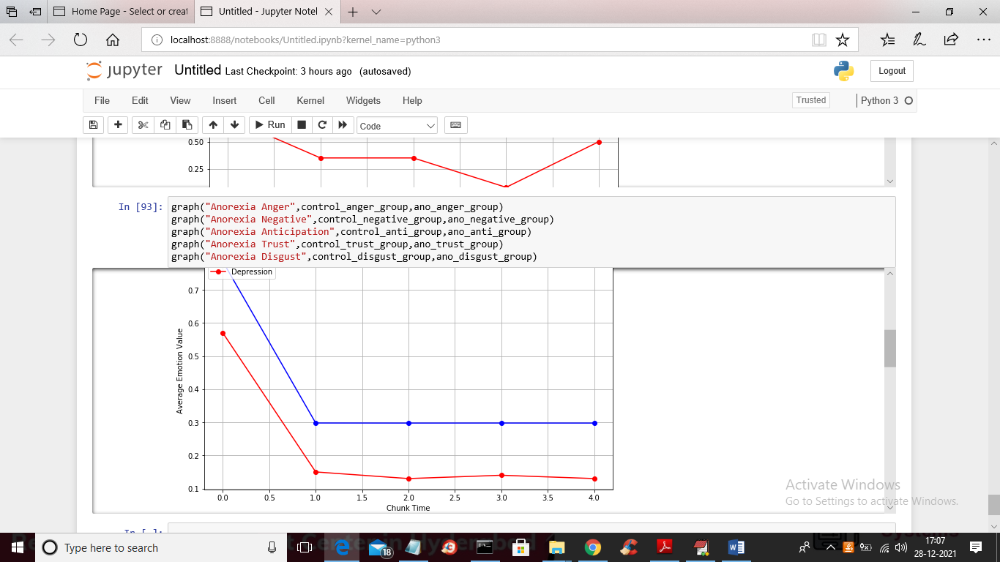 Home Page - Select or creat
Untitled - Jupyter Notel
localhost:8888/notebooks/Untitled.ipynb?kernel_name=python3
jupyter Untitled Last Checkpoint: 3 hours ago (autosaved)
Logout
File Edit View Insert Cell Kernel Widgets Help
Trusted
Python 3
Run
Code
0.50
0.25
In [93]:
graph("Anorexia Anger",control_anger_group,ano_anger_group)
graph("Anorexia Negative",control_negative_group,ano_negative_group)
graph("Anorexia Anticipation",control_anti_group,ano_anti_group)
graph("Anorexia Trust",control_trust_group,ano_trust_group)
graph("Anorexia Disgust",control_disgust_group,ano_disgust_group)
Depression
0.7
0.6
0.5
0.4
0.3
0.2
0.1
Average Emotion Value
0.0 0.5 1.0 1.5 2.0 2.5 3.0 3.5 4.0
Chunk Time
Activate Windows
Go to Settings to activate Windows.
In [ ]:
Type here to search
18
17:07
28-12-2021